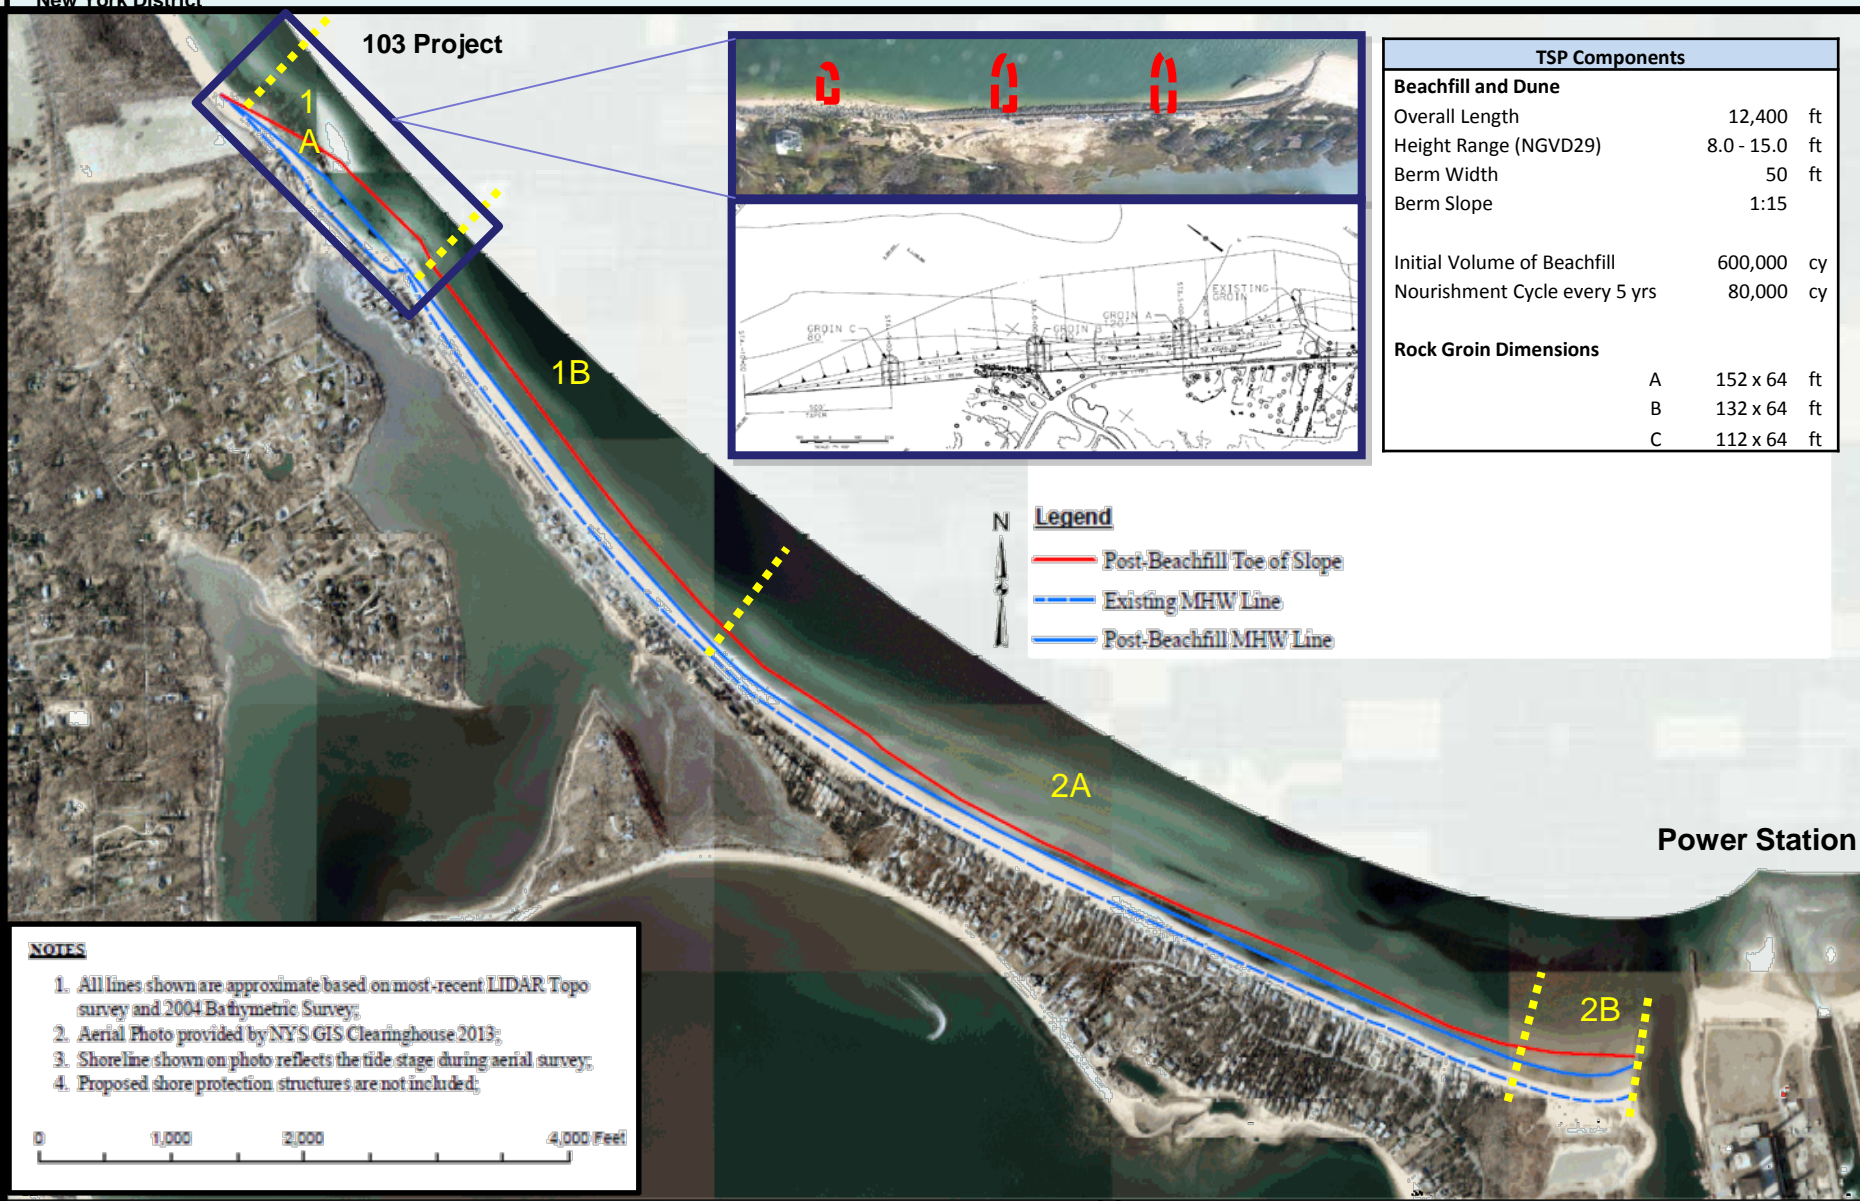 New York District
103 Project
1
A
1B
2A
2B
Power Station
TSP Components
Beachfill and Dune
Overall Length 12,400 ft
Height Range (NGVD29) 8.0 - 15.0 ft
Berm Width 50 ft
Berm Slope 1:15
Initial Volume of Beachfill 600,000 cy
Nourishment Cycle every 5 yrs 80,000 cy
Rock Groin Dimensions
A 152 x 64 ft
B 132 x 64 ft
C 112 x 64 ft
EXISTING
GROIN
GROIN A
120'
GROIN B
100'
GROIN C
80'
TAPER
N
Legend
Post-Beachfill Toe of Slope
Existing MHW Line
Post-Beachfill MHW Line
NOTES
1. All lines shown are approximate based on most-recent LIDAR Topo
survey and 2004 Bathymetric Survey;
2. Aerial Photo provided by NYS GIS Clearinghouse 2013;
3. Shoreline shown on photo reflects the tide stage during aerial survey;
4. Proposed shore protection structures are not included;
0 1,000 2,000 4,000 Feet